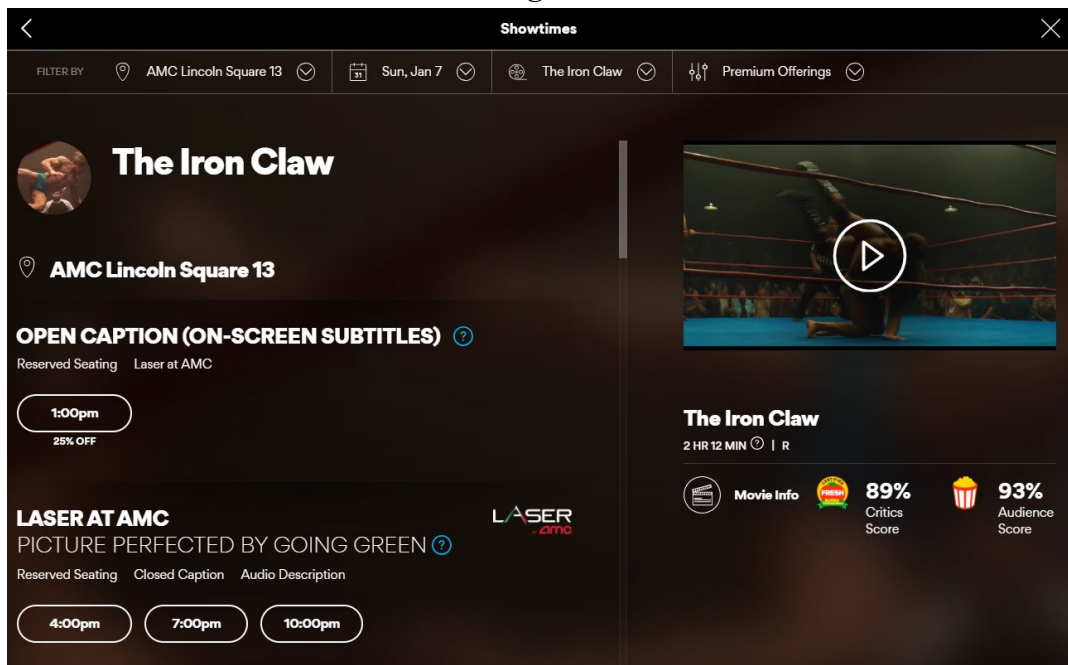 Showtimes
FILTER BY AMC Lincoln Square 13 31 Sun, Jan 7 The Iron Claw Premium Offerings
The Iron Claw
AMC Lincoln Square 13
OPEN CAPTION (ON-SCREEN SUBTITLES) ?
Reserved Seating Laser at AMC
1:00pm
25% OFF
LASER AT AMC
PICTURE PERFECTED BY GOING GREEN ?
Reserved Seating Closed Caption Audio Description
4:00pm 7:00pm 10:00pm
LASER
at amc
The Iron Claw
2 HR 12 MIN ? | R
Movie Info
FRESH
89%
Critics
Score
93%
Audience
Score